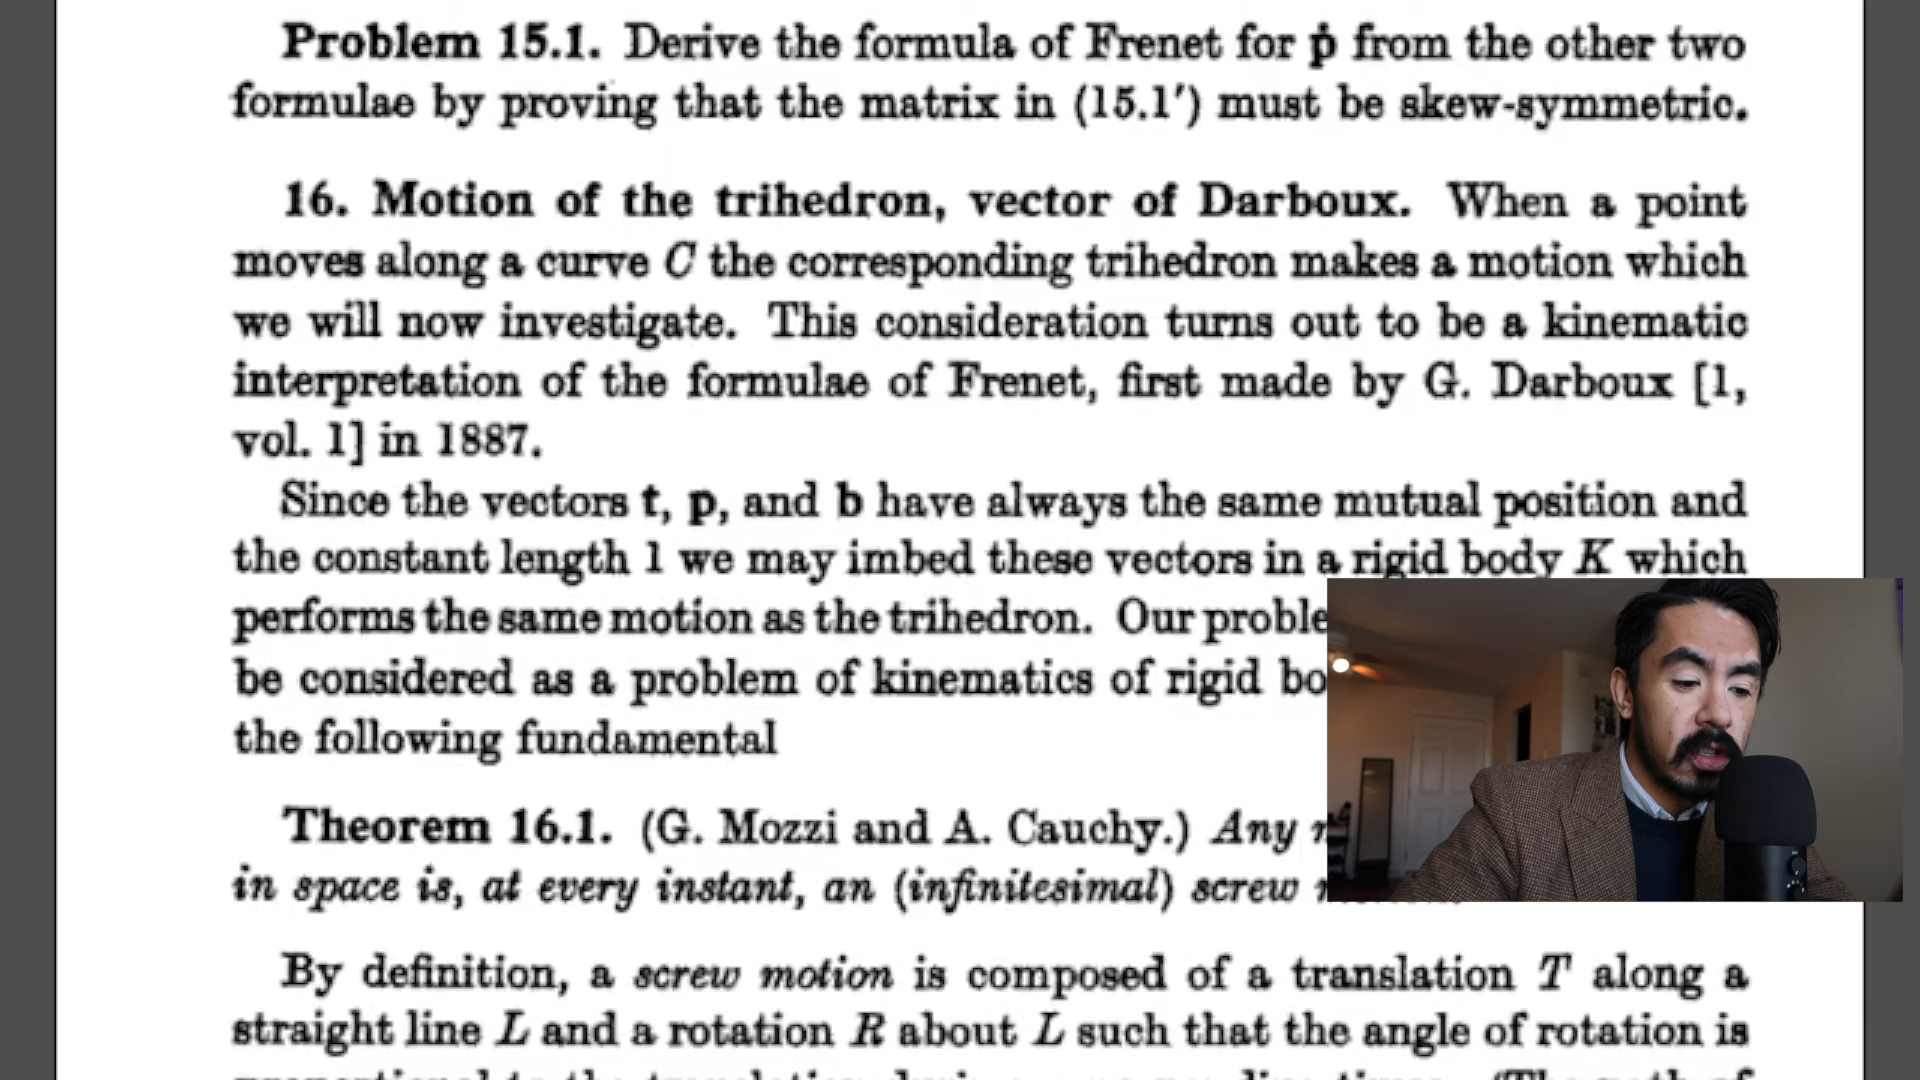 Problem 15.1. Derive the formula of Frenet for ṗ from the other two
formulae by proving that the matrix in (15.1′) must be skew-symmetric.
16. Motion of the trihedron, vector of Darboux. When a point
moves along a curve C the corresponding trihedron makes a motion which
we will now investigate. This consideration turns out to be a kinematic
interpretation of the formulae of Frenet, first made by G. Darboux [1,
vol. 1] in 1887.
Since the vectors t, p, and b have always the same mutual position and
the constant length 1 we may imbed these vectors in a rigid body K which
performs the same motion as the trihedron. Our proble
be considered as a problem of kinematics of rigid bo
the following fundamental
Theorem 16.1. (G. Mozzi and A. Cauchy.) Any
in space is, at every instant, an (infinitesimal) screw
By definition, a screw motion is composed of a translation T along a
straight line L and a rotation R about L such that the angle of rotation is